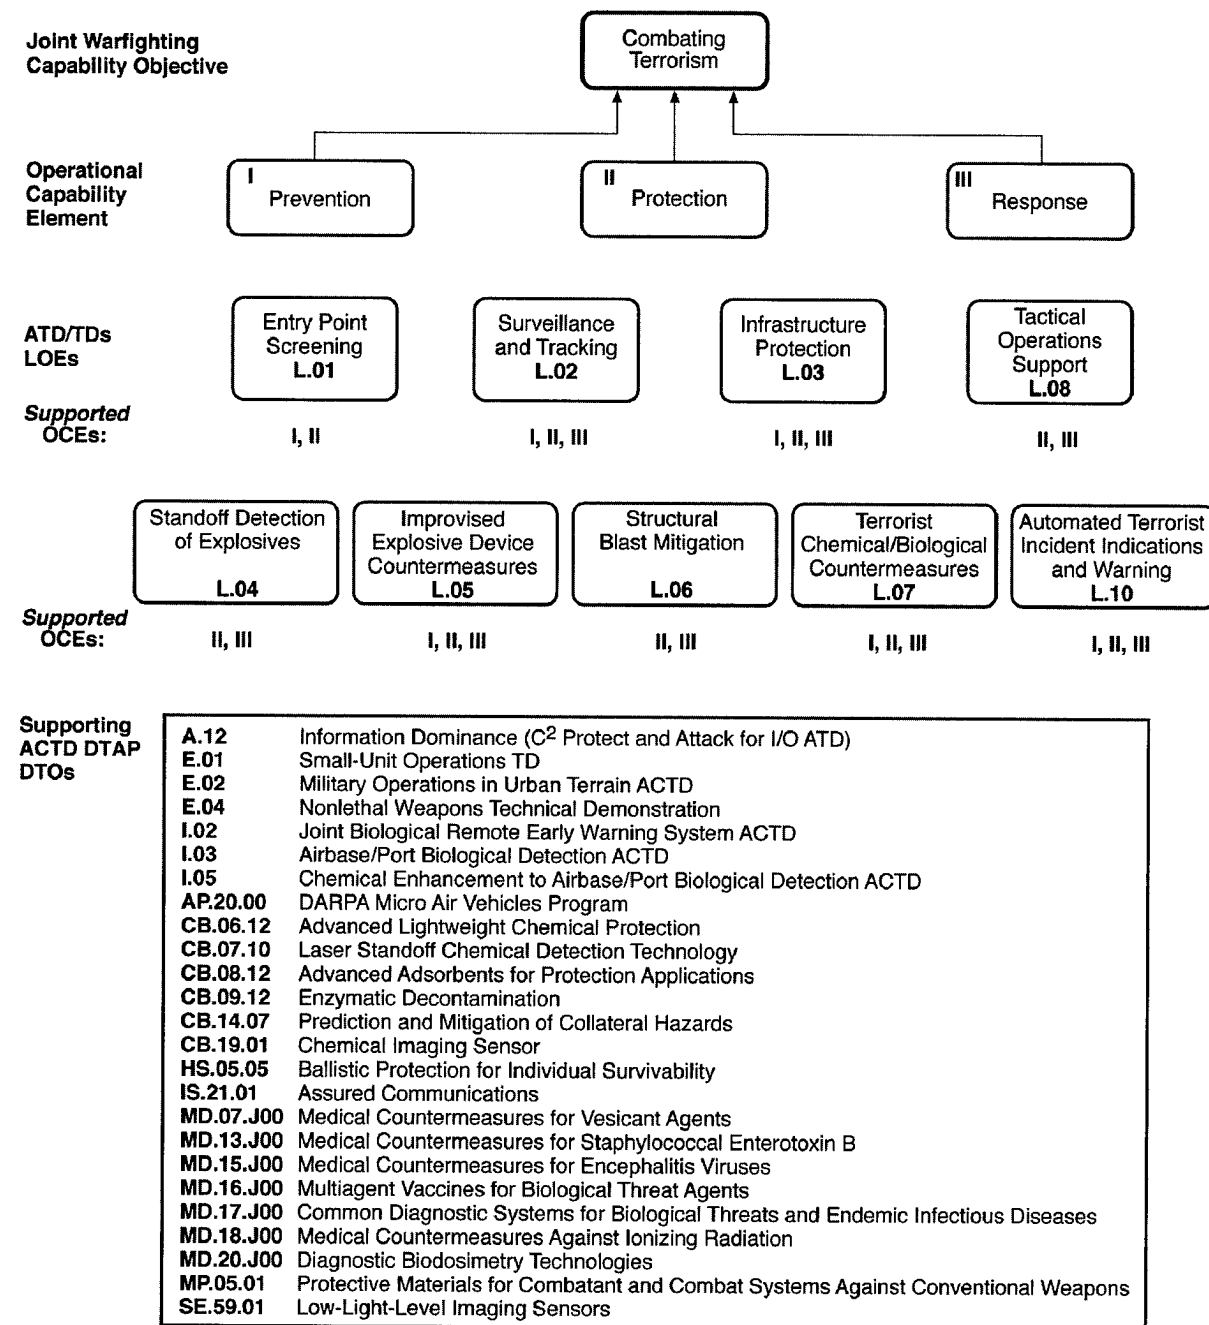 Joint Warfighting
Capability Objective
Combating
Terrorism
Operational
Capability
Element
I
Prevention
II
Protection
III
Response
ATD/TDs
LOEs
Entry Point
Screening
L.01
Surveillance
and Tracking
L.02
Infrastructure
Protection
L.03
Tactical
Operations
Support
L.08
Supported
OCEs:
I, II
I, II, III
I, II, III
II, III
Standoff Detection
of Explosives
L.04
Improvised
Explosive Device
Countermeasures
L.05
Structural
Blast Mitigation
L.06
Terrorist
Chemical/Biological
Countermeasures
L.07
Automated Terrorist
Incident Indications
and Warning
L.10
Supported
OCEs:
II, III
I, II, III
II, III
I, II, III
I, II, III
Supporting
ACTD DTAP
DTOs
A.12 Information Dominance (C2 Protect and Attack for I/O ATD)
E.01 Small-Unit Operations TD
E.02 Military Operations in Urban Terrain ACTD
E.04 Nonlethal Weapons Technical Demonstration
I.02 Joint Biological Remote Early Warning System ACTD
I.03 Airbase/Port Biological Detection ACTD
I.05 Chemical Enhancement to Airbase/Port Biological Detection ACTD
AP.20.00 DARPA Micro Air Vehicles Program
CB.06.12 Advanced Lightweight Chemical Protection
CB.07.10 Laser Standoff Chemical Detection Technology
CB.08.12 Advanced Adsorbents for Protection Applications
CB.09.12 Enzymatic Decontamination
CB.14.07 Prediction and Mitigation of Collateral Hazards
CB.19.01 Chemical Imaging Sensor
HS.05.05 Ballistic Protection for Individual Survivability
IS.21.01 Assured Communications
MD.07.J00 Medical Countermeasures for Vesicant Agents
MD.13.J00 Medical Countermeasures for Staphylococcal Enterotoxin B
MD.15.J00 Medical Countermeasures for Encephalitis Viruses
MD.16.J00 Multiagent Vaccines for Biological Threat Agents
MD.17.J00 Common Diagnostic Systems for Biological Threats and Endemic Infectious Diseases
MD.18.J00 Medical Countermeasures Against Ionizing Radiation
MD.20.J00 Diagnostic Biodosimetry Technologies
MP.05.01 Protective Materials for Combatant and Combat Systems Against Conventional Weapons
SE.59.01 Low-Light-Level Imaging Sensors